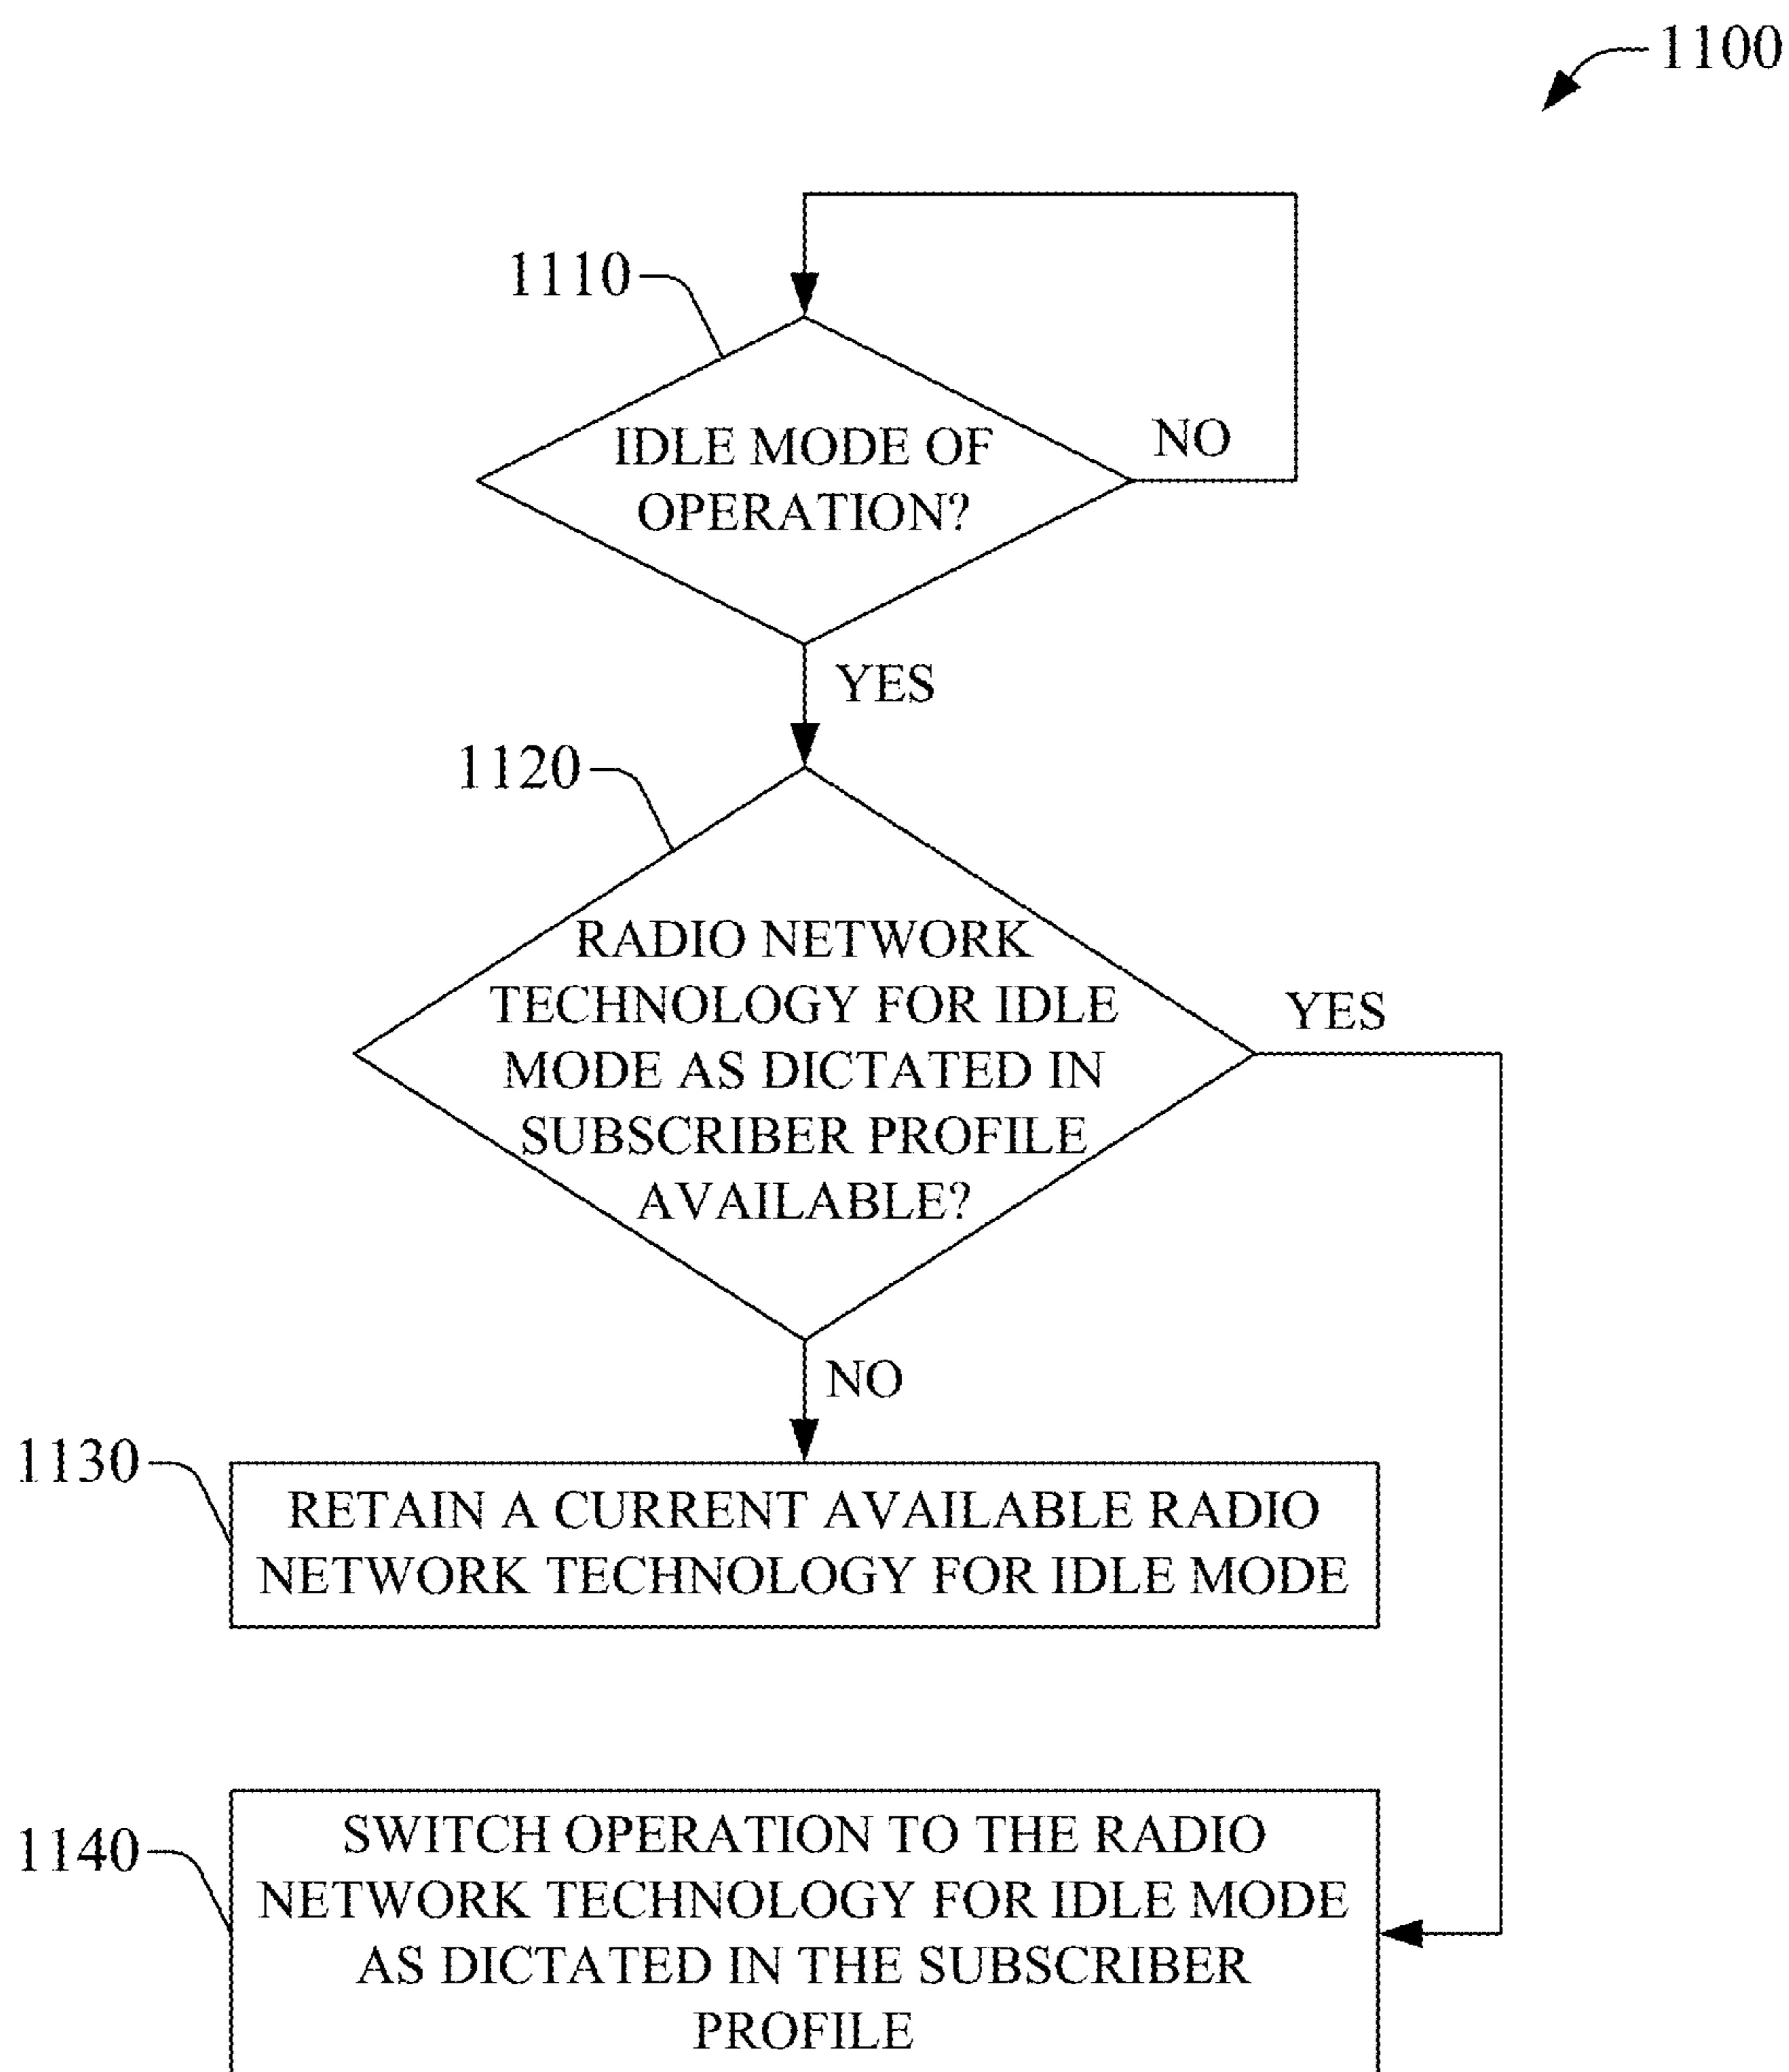 1100
1110
IDLE MODE OF
OPERATION?
NO
YES
1120
RADIO NETWORK
TECHNOLOGY FOR IDLE
MODE AS DICTATED IN
SUBSCRIBER PROFILE
AVAILABLE?
YES
NO
1130
RETAIN A CURRENT AVAILABLE RADIO
NETWORK TECHNOLOGY FOR IDLE MODE
1140
SWITCH OPERATION TO THE RADIO
NETWORK TECHNOLOGY FOR IDLE MODE
AS DICTATED IN THE SUBSCRIBER
PROFILE